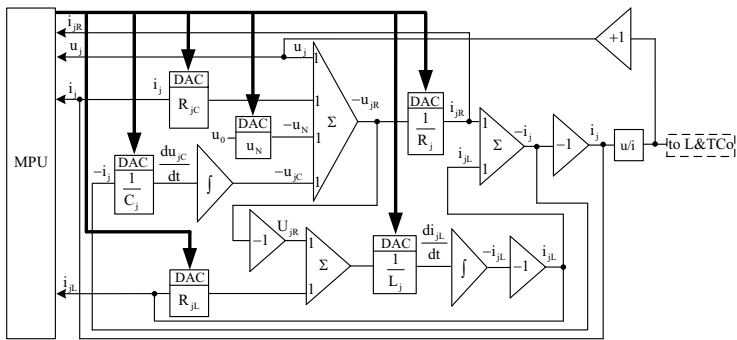 i_jR
u_j
i_j
MPU
i_jL
DAC
R_jC
i_j
u_j
DAC
u_0
u_N
−u_N
1
1
1
1
Σ
−u_jR
−i_j
DAC
1
C_j
du_jC
dt
∫
−u_jC
DAC
1
R_j
i_jR
1
i_jL
1
Σ
−i_j
−1
i_j
u/i
+1
to L&TCo
−1
U_jR
1
1
Σ
DAC
R_jL
DAC
1
L_j
di_jL
dt
∫
−i_jL
−1
i_jL